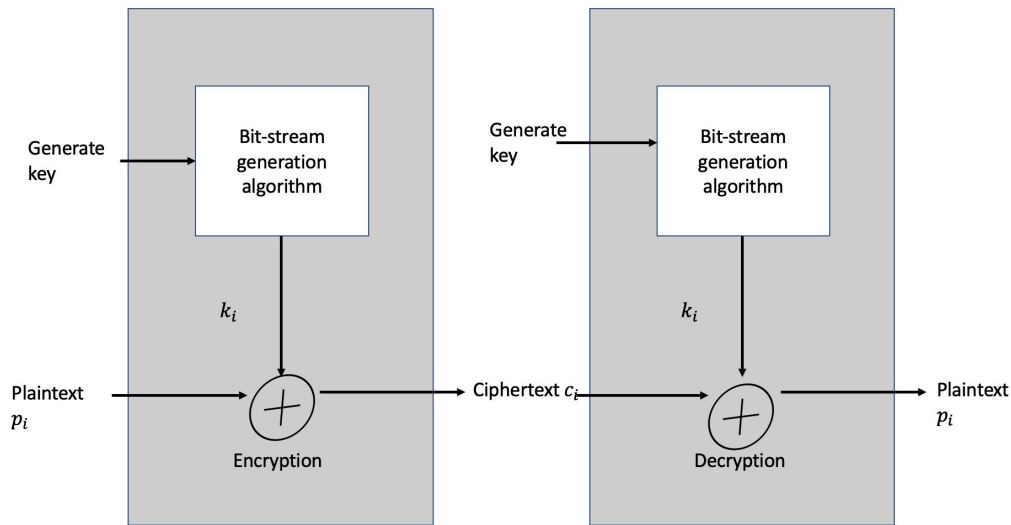 Generate
key
Bit-stream
generation
algorithm
k_i
Plaintext
p_i
Encryption
Ciphertext c_i
Generate
key
Bit-stream
generation
algorithm
k_i
Decryption
Plaintext
p_i